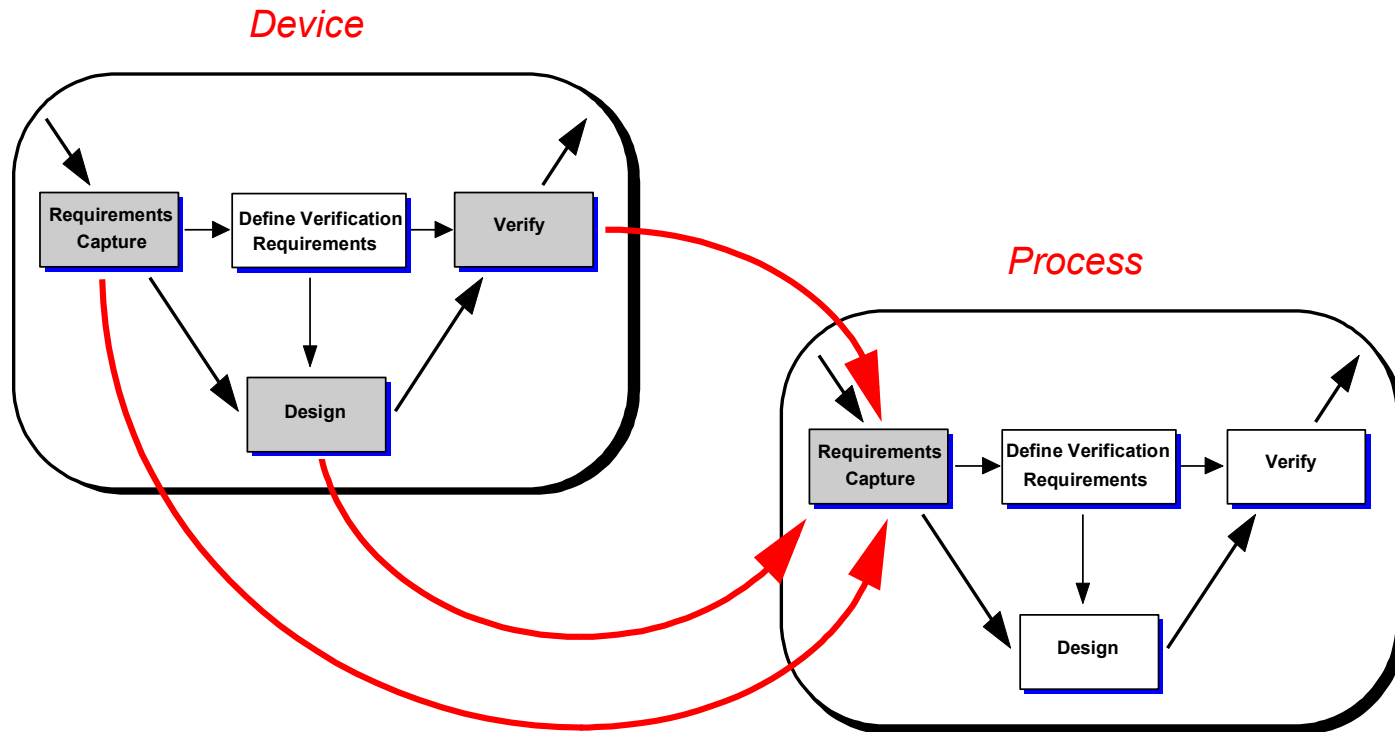 Device
Requirements
Capture
Define Verification
Requirements
Verify
Design
Process
Requirements
Capture
Define Verification
Requirements
Verify
Design